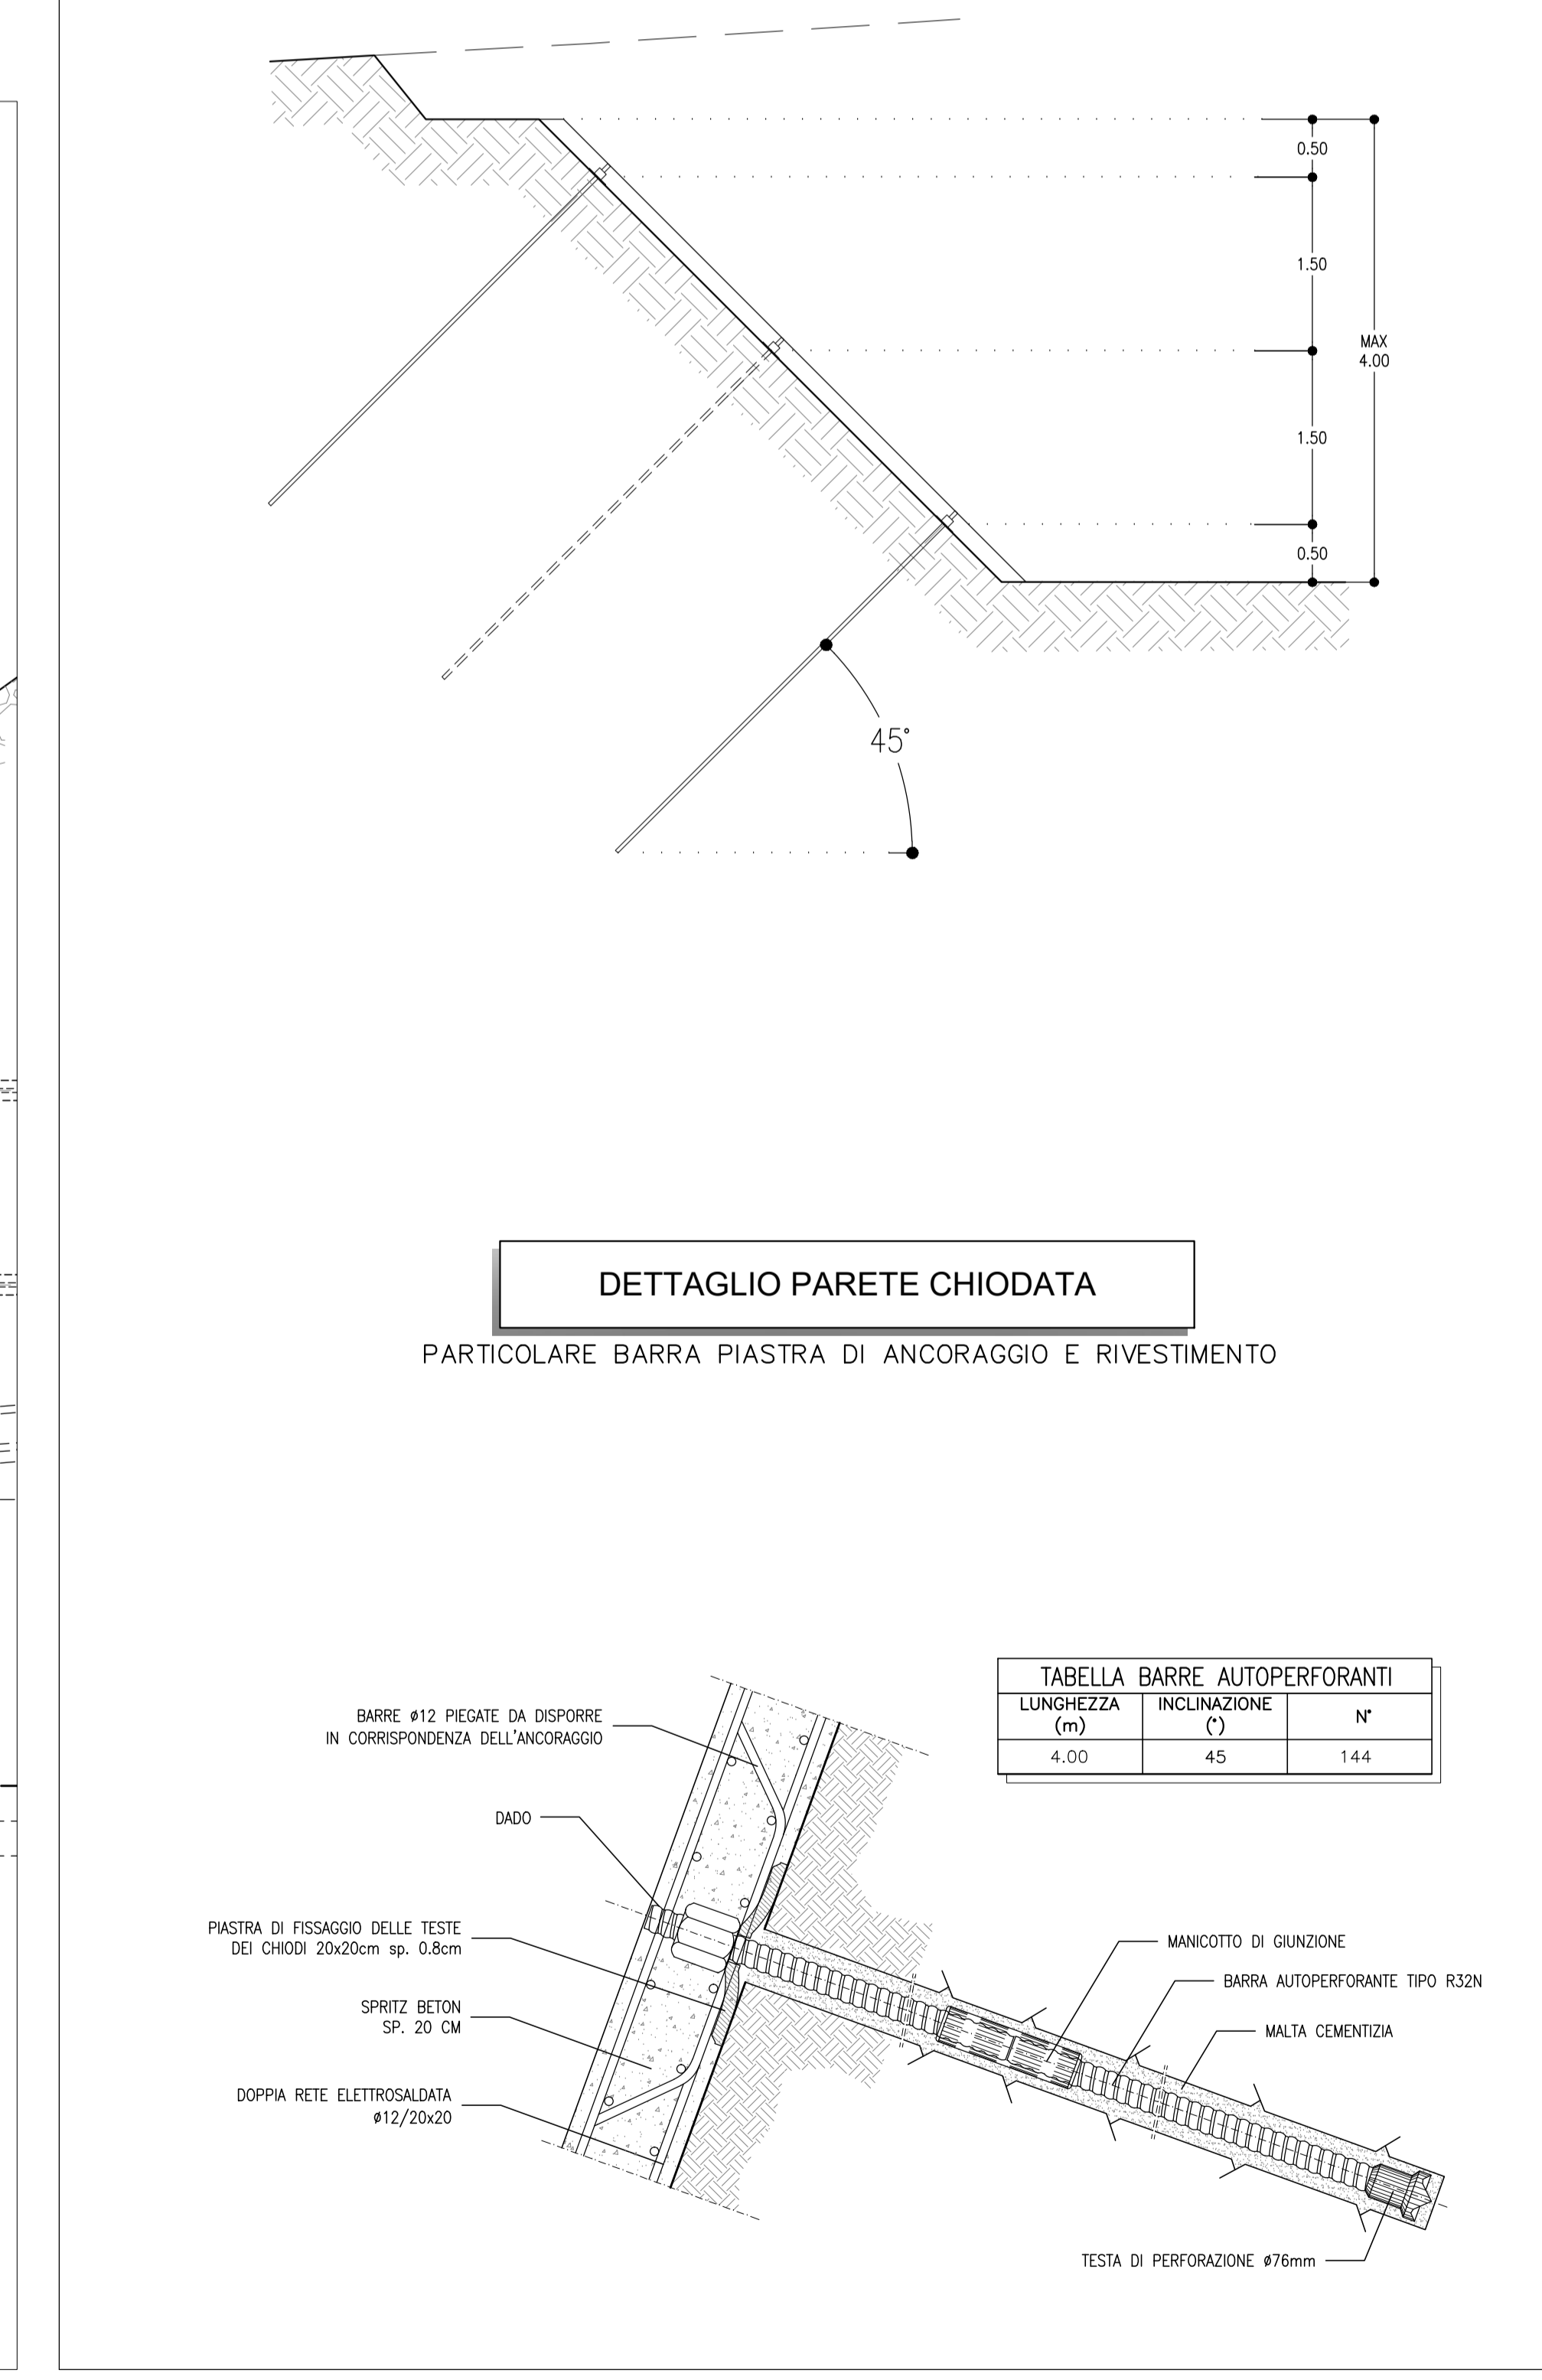 0.50
1.50
MAX
4.00
1.50
0.50
45°
DETTAGLIO PARETE CHIODATA
PARTICOLARE BARRA PIASTRA DI ANCORAGGIO E RIVESTIMENTO
TABELLA BARRE AUTOPERFORANTI
LUNGHEZZA (m) INCLINAZIONE (°) N°
4.00 45 144
BARRE ø12 PIEGATE DA DISPORRE
IN CORRISPONDENZA DELL'ANCORAGGIO
DADO
PIASTRA DI FISSAGGIO DELLE TESTE
DEI CHIODI 20x20cm sp. 0.8cm
SPRITZ BETON
SP. 20 CM
DOPPIA RETE ELETTROSALDATA
ø12/20x20
MANICOTTO DI GIUNZIONE
BARRA AUTOPERFORANTE TIPO R32N
MALTA CEMENTIZIA
TESTA DI PERFORAZIONE ø76mm